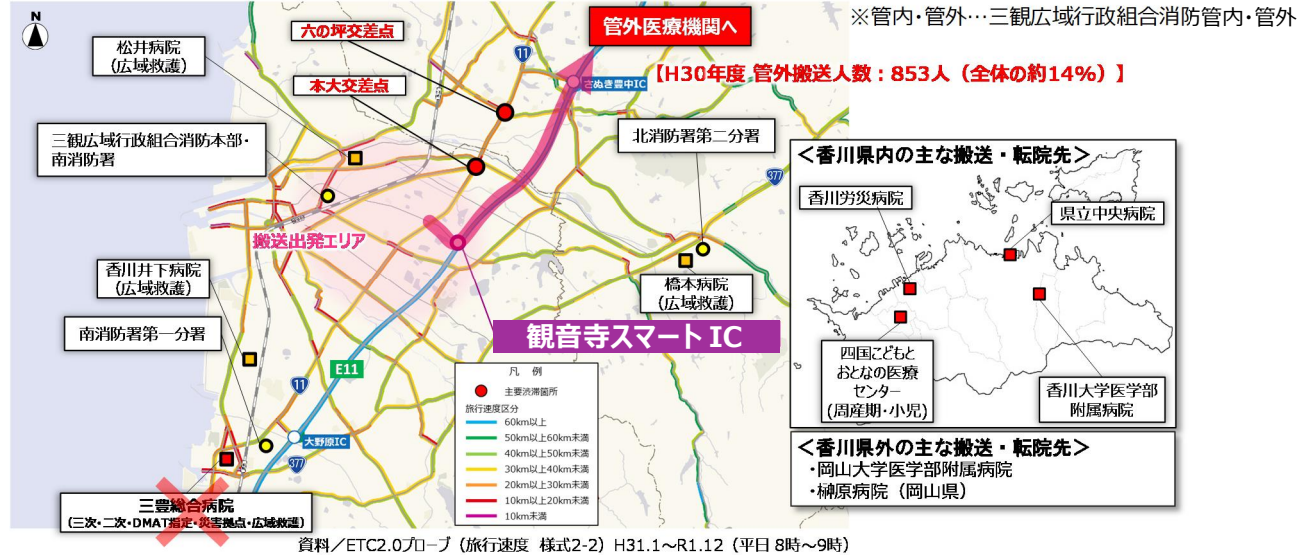 ※管内・管外…三観広域行政組合消防管内・管外
N
六の坪交差点
管外医療機関へ
11
松井病院
(広域救護)
本大交差点
さぬき豊中IC
【H30年度 管外搬送人数：853人（全体の約14%）】
三観広域行政組合消防本部・
南消防署
北消防署第二分署
377
搬送出発エリア
香川井下病院
(広域救護)
橋本病院
(広域救護)
南消防署第一分署
観音寺スマートIC
E11
11
大野原IC
377
三豊総合病院
(三次・二次・DMAT指定・災害拠点・広域救護)
凡 例
主要渋滞箇所
旅行速度区分
60km以上
50km以上60km未満
40km以上50km未満
30km以上40km未満
20km以上30km未満
10km以上20km未満
10km未満
＜香川県内の主な搬送・転院先＞
香川労災病院
県立中央病院
四国こどもと
おとなの医療
センター
(周産期・小児)
香川大学医学部
附属病院
＜香川県外の主な搬送・転院先＞
・岡山大学医学部附属病院
・榊原病院（岡山県）
資料／ETC2.0プローブ（旅行速度 様式2-2）H31.1～R1.12（平日 8時～9時）